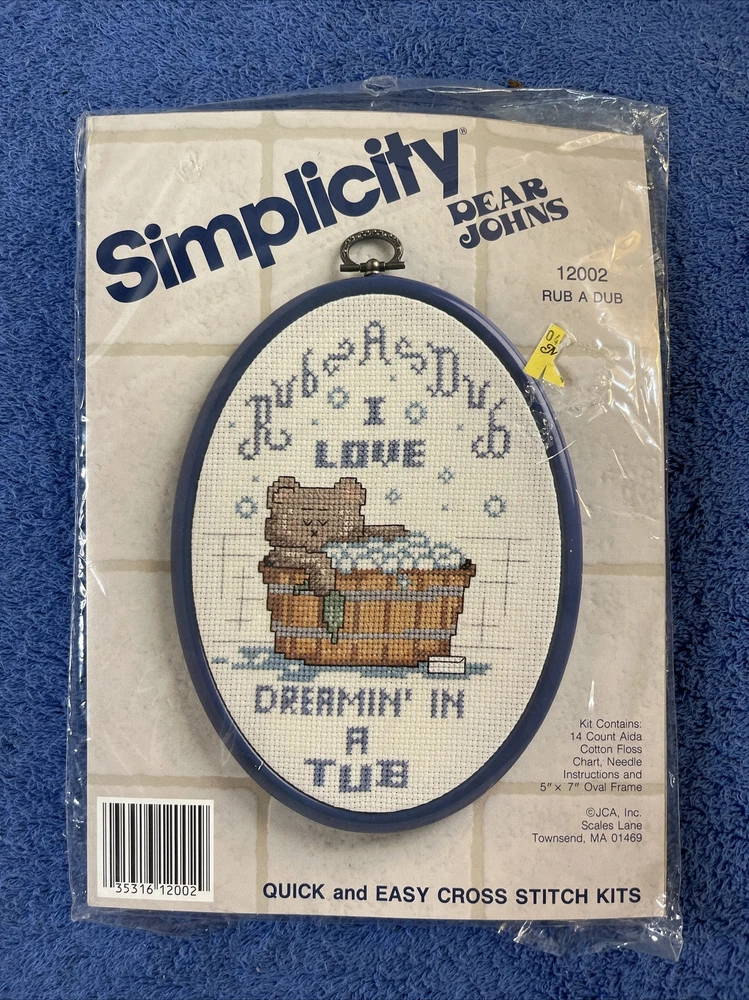 Simplicity®
DEAR
JOHNS
12002
RUB A DUB
04
Rub A Dub
I
LOVE
DREAMIN' IN
A
TUB
Kit Contains:
14 Count Aida
Cotton Floss
Chart, Needle
Instructions and
5" x 7" Oval Frame
©JCA, Inc.
Scales Lane
Townsend, MA 01469
35316 12002
QUICK and EASY CROSS STITCH KITS